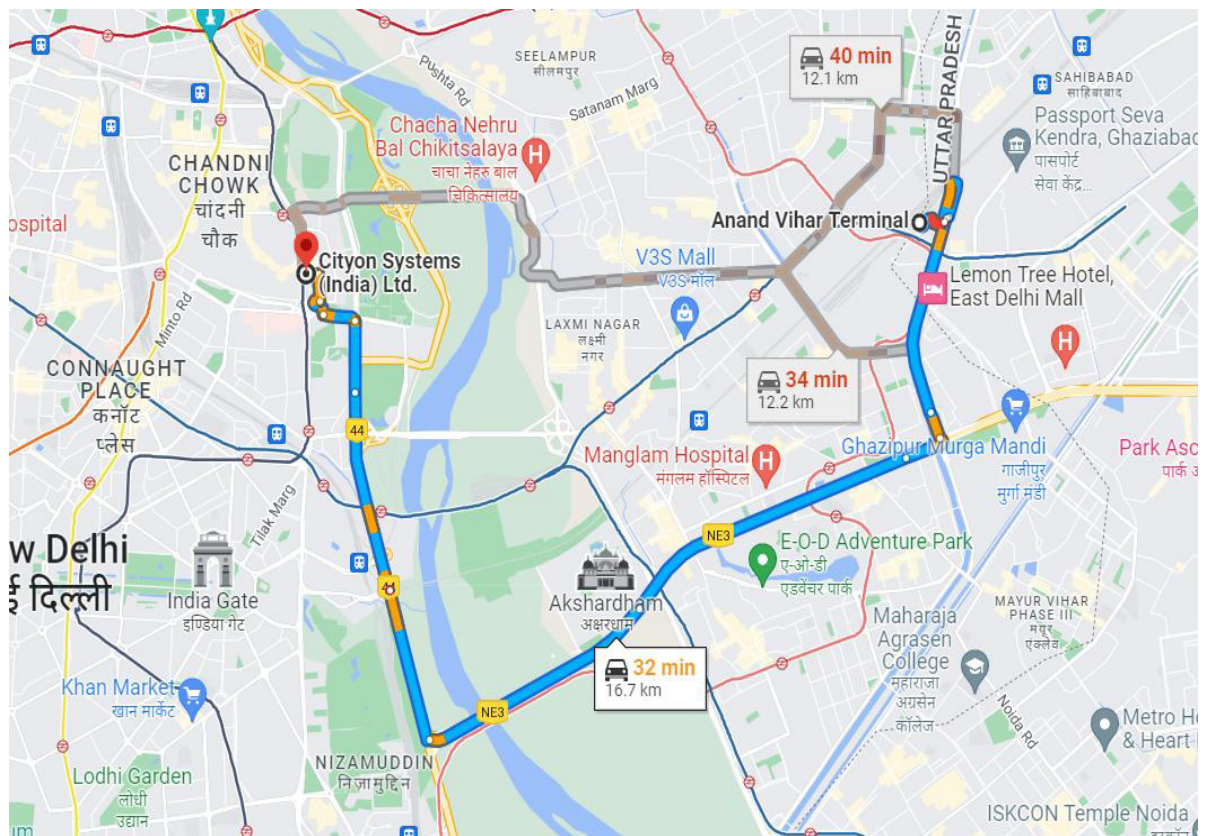 UTTAR PRADESH
SEELAMPUR
सीलमपुर
Pushta Rd
Satanam Marg
40 min
12.1 km
SAHIBABAD
साहिबाबाद
Passport Seva
Kendra, Ghaziabad
पासपोर्ट
सेवा केंद्र...
Chacha Nehru
Bal Chikitsalaya
चाचा नेहरु बाल
चिकित्सालय
H
CHANDNI
CHOWK
चांदनी
चौक
ospital
Anand Vihar Terminal
Cityon Systems
(India) Ltd.
V3S Mall
V3S मॉल
Lemon Tree Hotel,
East Delhi Mall
Minto Rd
LAXMI NAGAR
लक्ष्मी
नगर
H
CONNAUGHT
PLACE
कनॉट
प्लेस
34 min
12.2 km
44
Ghazipur Murga Mandi
गाजीपुर
मुर्गा मंडी
Manglam Hospital
मंगलम हॉस्पिटल
H
Park Asc
पार्क
Tilak Marg
w Delhi
ई दिल्ली
India Gate
इण्डिया गेट
NE3
E-O-D Adventure Park
ए-ओ-डी
एडवेंचर पार्क
Akshardham
अक्षरधाम
44
Maharaja
Agrasen
College
महाराजा
अग्रसेन
कॉलेज
MAYUR VIHAR
PHASE III
मयूर
एंक्लेव
32 min
16.7 km
Khan Market
खान मार्केट
NE3
Noida Rd
Metro He
& Heart
NIZAMUDDIN
निज़ामुद्दिन
Lodhi Garden
लोधी
उद्यान
um
ISKCON Temple Noida